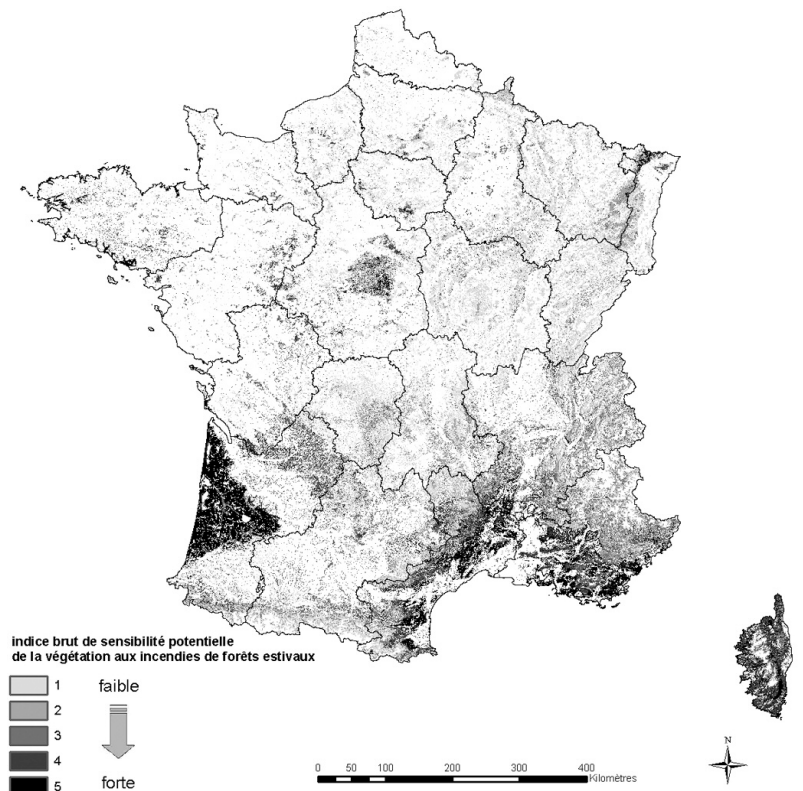 indice brut de sensibilité potentielle
de la végétation aux incendies de forêts estivaux
1
faible
2
3
4
5
forte
0 50 100 200 300 400
Kilomètres
N